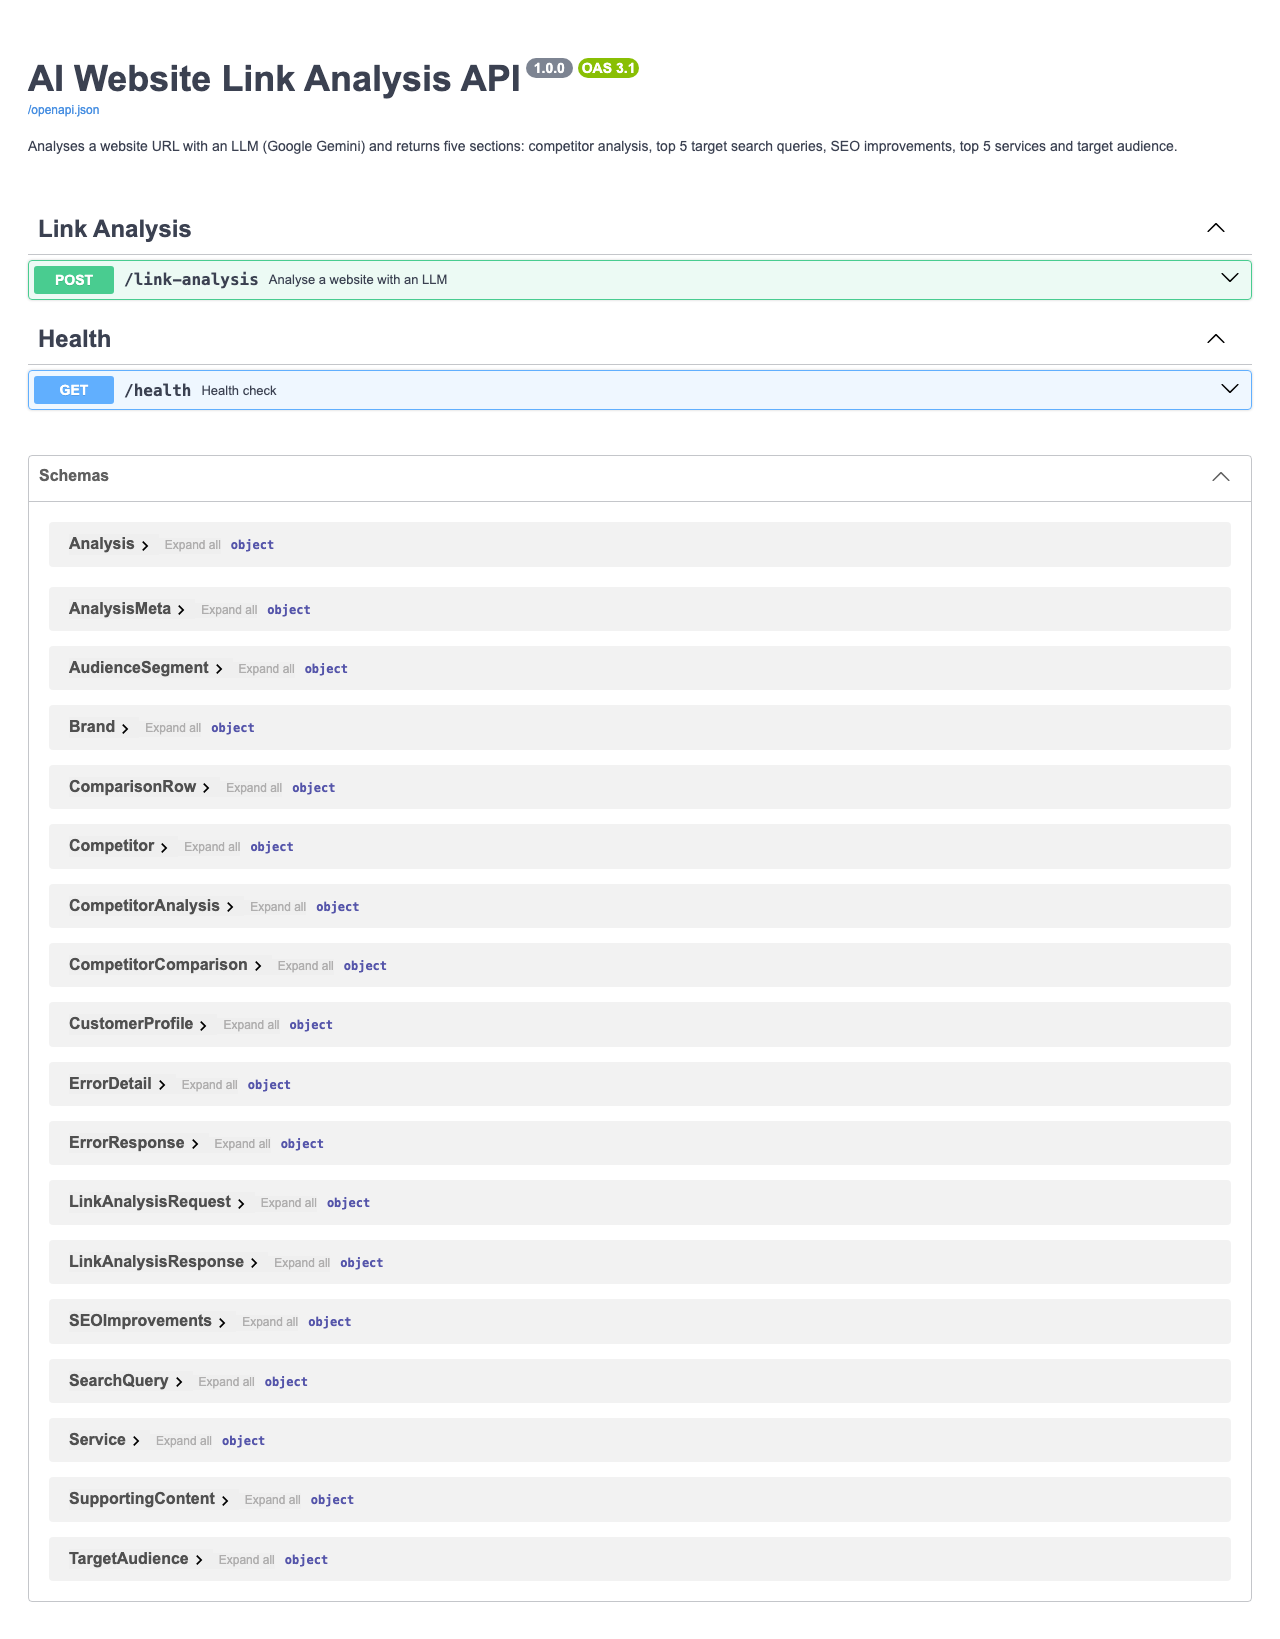 AI Website Link Analysis API 1.0.0 OAS 3.1
/openapi.json
Analyses a website URL with an LLM (Google Gemini) and returns five sections: competitor analysis, top 5 target search queries, SEO improvements, top 5 services and target audience.
Link Analysis
POST /link-analysis Analyse a website with an LLM
Health
GET /health Health check
Schemas
Analysis Expand all object
AnalysisMeta Expand all object
AudienceSegment Expand all object
Brand Expand all object
ComparisonRow Expand all object
Competitor Expand all object
CompetitorAnalysis Expand all object
CompetitorComparison Expand all object
CustomerProfile Expand all object
ErrorDetail Expand all object
ErrorResponse Expand all object
LinkAnalysisRequest Expand all object
LinkAnalysisResponse Expand all object
SEOImprovements Expand all object
SearchQuery Expand all object
Service Expand all object
SupportingContent Expand all object
TargetAudience Expand all object